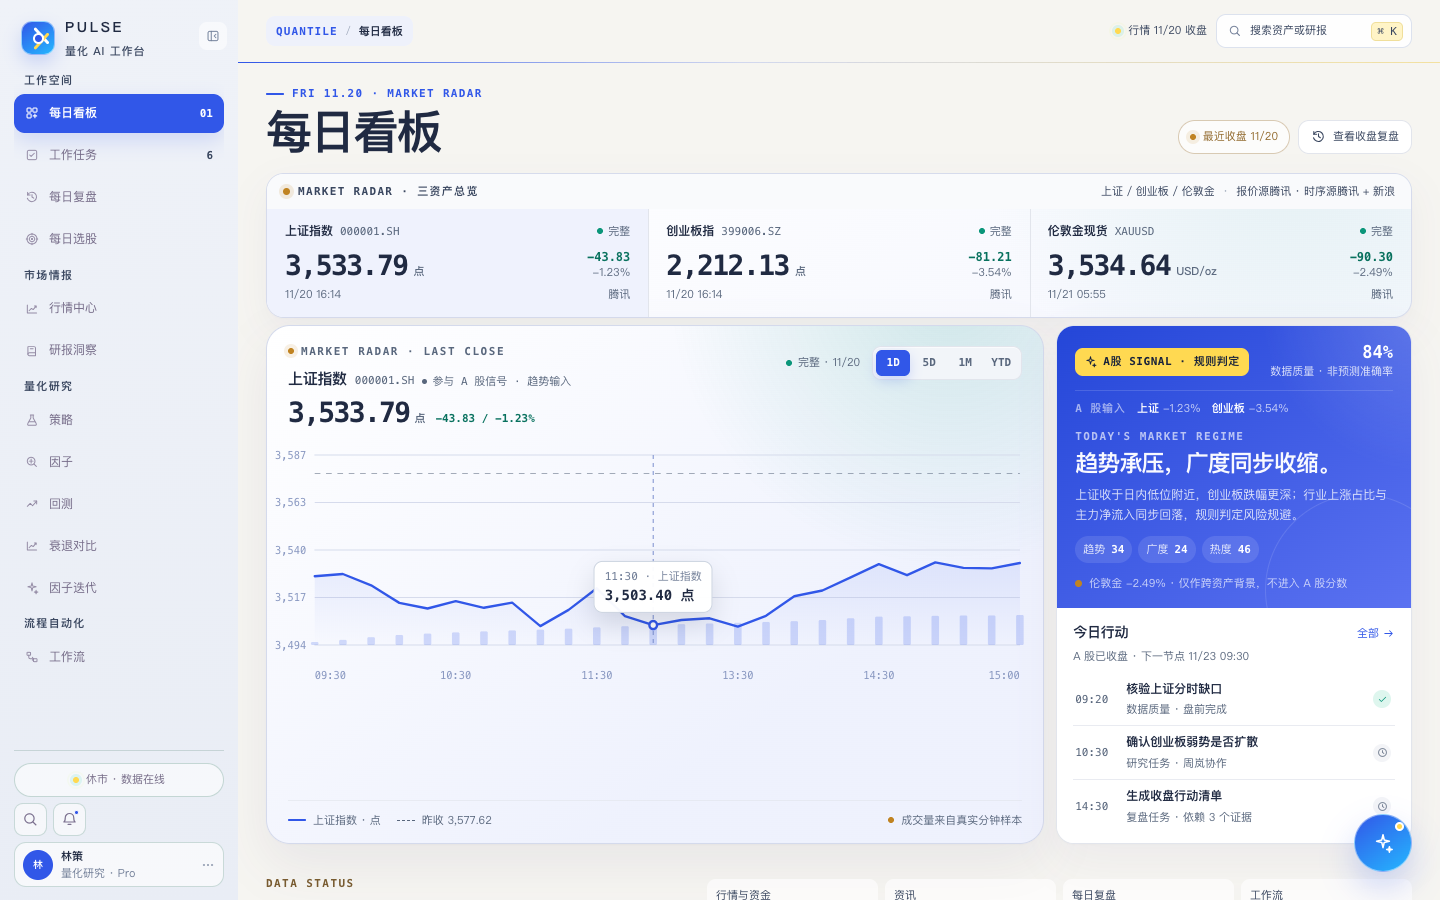 PULSE
量化 AI 工作台
工作空间
每日看板 01
工作任务 6
每日复盘
每日选股
市场情报
行情中心
研报洞察
量化研究
策略
因子
回测
衰退对比
因子迭代
流程自动化
工作流
休市 · 数据在线
林 林策
量化研究 · Pro
QUANTILE / 每日看板
行情 11/20 收盘
搜索资产或研报 ⌘ K
FRI 11.20 · MARKET RADAR
每日看板
最近收盘 11/20
查看收盘复盘
MARKET RADAR · 三资产总览
上证 / 创业板 / 伦敦金 · 报价源腾讯 · 时序源腾讯 + 新浪
上证指数 000001.SH 完整
3,533.79 点 −43.83
−1.23%
11/20 16:14 腾讯
创业板指 399006.SZ 完整
2,212.13 点 −81.21
−3.54%
11/20 16:14 腾讯
伦敦金现货 XAUUSD 完整
3,534.64 USD/oz −90.30
−2.49%
11/21 05:55 腾讯
MARKET RADAR · LAST CLOSE
完整 · 11/20
1D 5D 1M YTD
上证指数 000001.SH 参与 A 股信号 · 趋势输入
3,533.79 点 −43.83 / −1.23%
3,587
3,563
3,540
3,517
3,494
11:30 · 上证指数
3,503.40 点
09:30 10:30 11:30 13:30 14:30 15:00
上证指数 · 点 昨收 3,577.62
成交量来自真实分钟样本
A股 SIGNAL · 规则判定
84%
数据质量 · 非预测准确率
A 股输入 上证 −1.23% 创业板 −3.54%
TODAY'S MARKET REGIME
趋势承压，广度同步收缩。
上证收于日内低位附近，创业板跌幅更深；行业上涨占比与
主力净流入同步回落，规则判定风险规避。
趋势 34 广度 24 热度 46
伦敦金 −2.49% · 仅作跨资产背景，不进入 A 股分数
今日行动 全部 →
A 股已收盘 · 下一节点 11/23 09:30
09:20 核验上证分时缺口
数据质量 · 盘前完成
10:30 确认创业板弱势是否扩散
研究任务 · 周岚协作
14:30 生成收盘行动清单
复盘任务 · 依赖 3 个证据
DATA STATUS
行情与资金
资讯
每日复盘
工作流